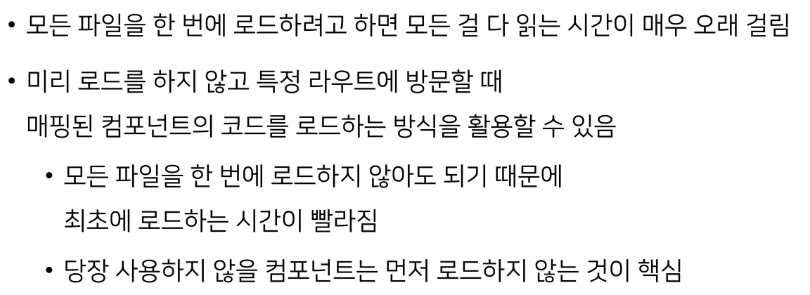 • 모든 파일을 한 번에 로드하려고 하면 모든 걸 다 읽는 시간이 매우 오래 걸림
• 미리 로드를 하지 않고 특정 라우트에 방문할 때
매핑된 컴포넌트의 코드를 로드하는 방식을 활용할 수 있음
• 모든 파일을 한 번에 로드하지 않아도 되기 때문에
최초에 로드하는 시간이 빨라짐
• 당장 사용하지 않을 컴포넌트는 먼저 로드하지 않는 것이 핵심